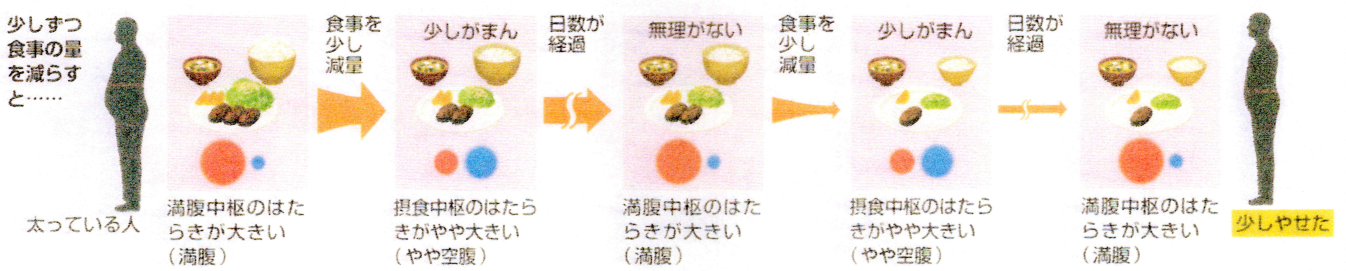 少しずつ
食事の量
を減らす
と……
太っている人
満腹中枢のはた
らきが大きい
（満腹）
食事を
少し
減量
少しがまん
摂食中枢のはたら
きがやや大きい
（やや空腹）
日数が
経過
無理がない
満腹中枢のはた
らきが大きい
（満腹）
食事を
少し
減量
少しがまん
摂食中枢のはたら
きがやや大きい
（やや空腹）
日数が
経過
無理がない
満腹中枢のはた
らきが大きい
（満腹）
少しやせた